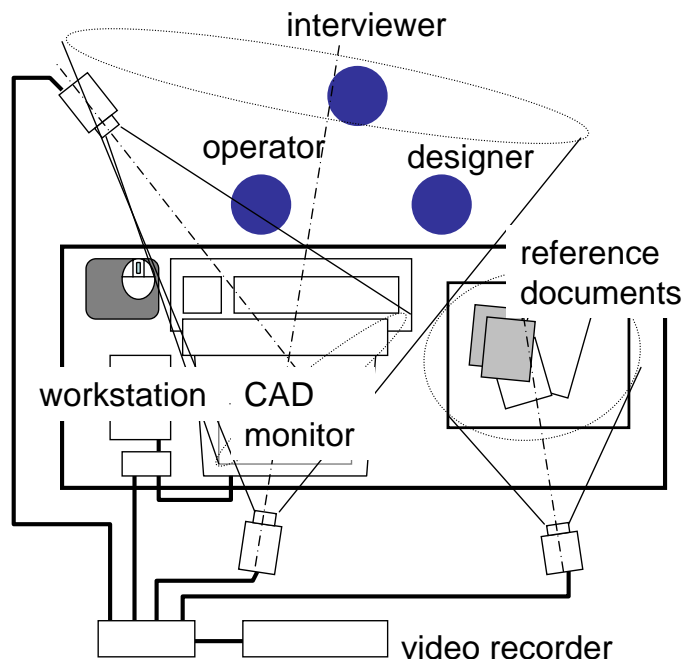 interviewer
operator
designer
reference
documents
workstation
CAD
monitor
video recorder